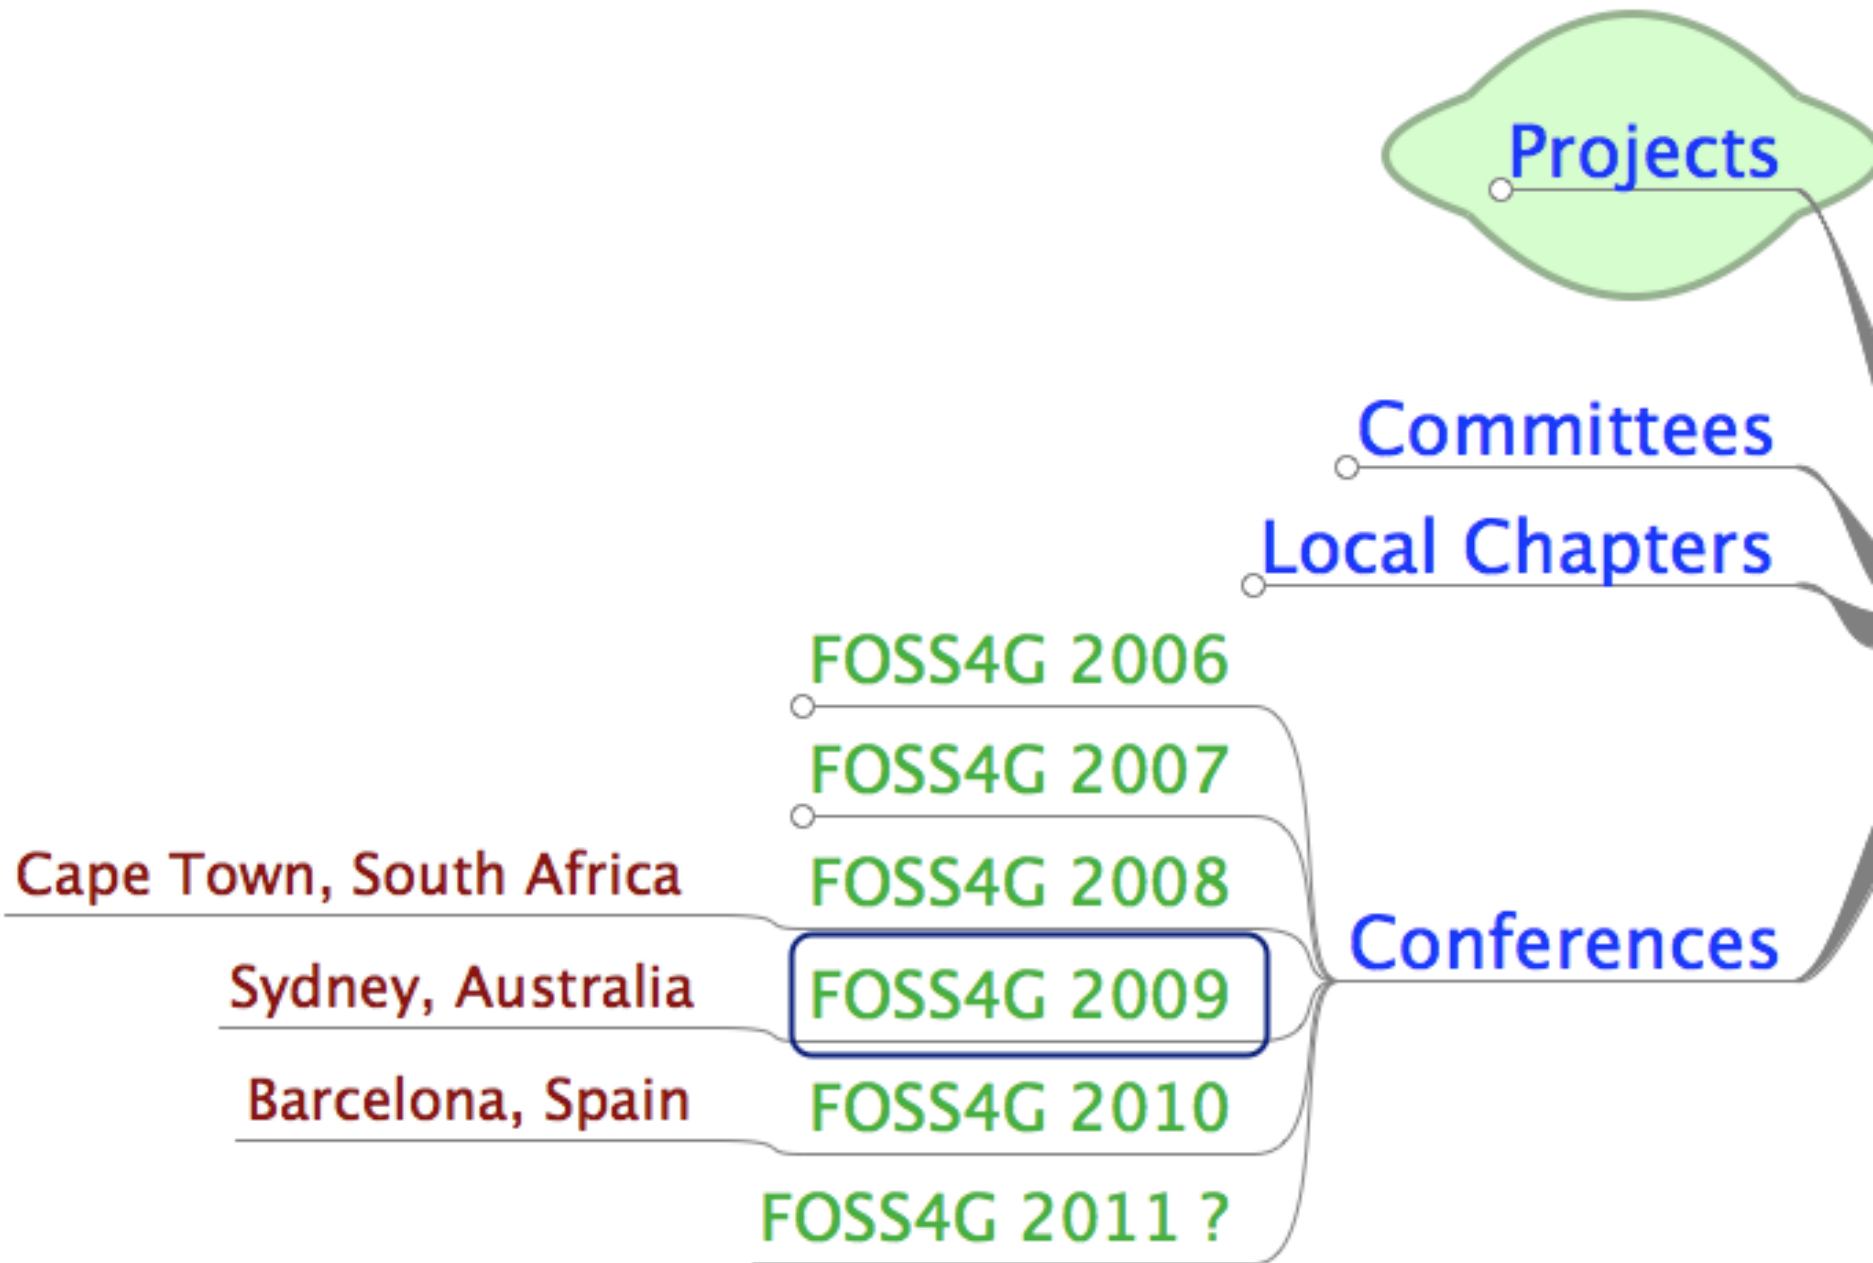 Projects
Committees
Local Chapters
FOSS4G 2006
FOSS4G 2007
Cape Town, South Africa
FOSS4G 2008
Sydney, Australia
FOSS4G 2009
Conferences
Barcelona, Spain
FOSS4G 2010
FOSS4G 2011 ?